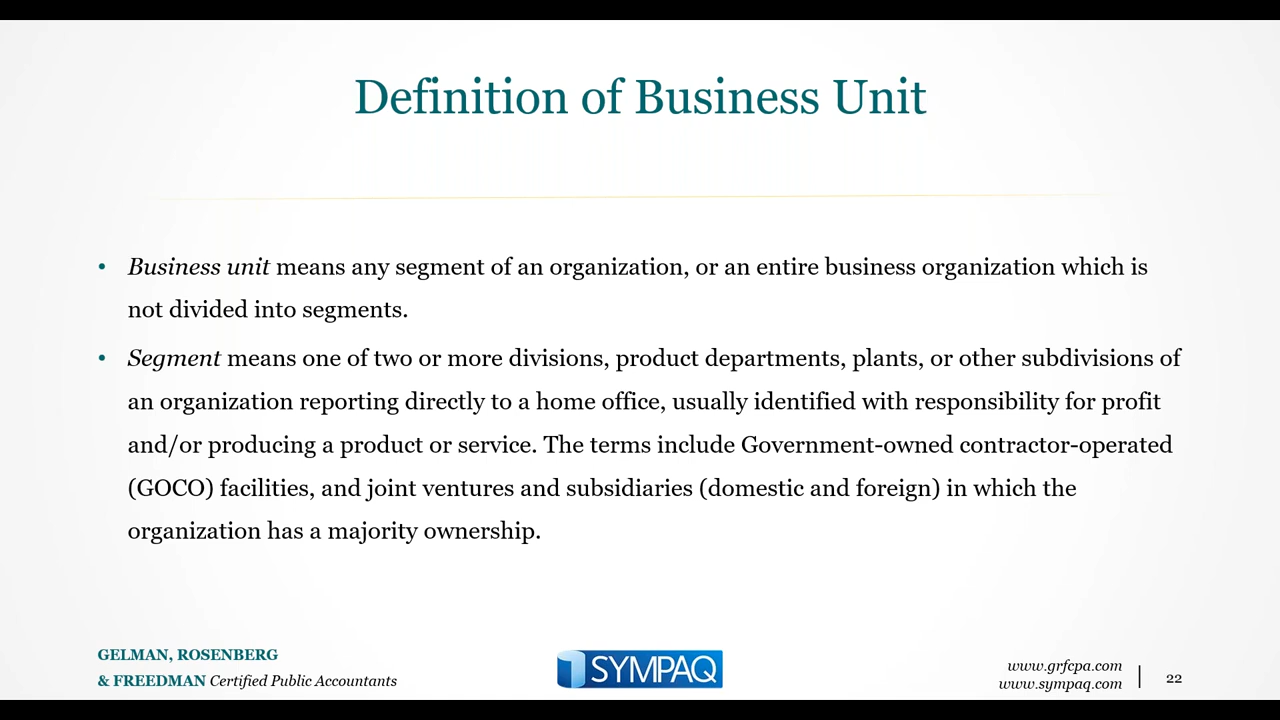 Definition of Business Unit
• Business unit means any segment of an organization, or an entire business organization which is
not divided into segments.
• Segment means one of two or more divisions, product departments, plants, or other subdivisions of
an organization reporting directly to a home office, usually identified with responsibility for profit
and/or producing a product or service. The terms include Government-owned contractor-operated
(GOCO) facilities, and joint ventures and subsidiaries (domestic and foreign) in which the
organization has a majority ownership.
GELMAN, ROSENBERG
& FREEDMAN Certified Public Accountants
SYMPAQ
www.grfcpa.com
www.sympaq.com
22